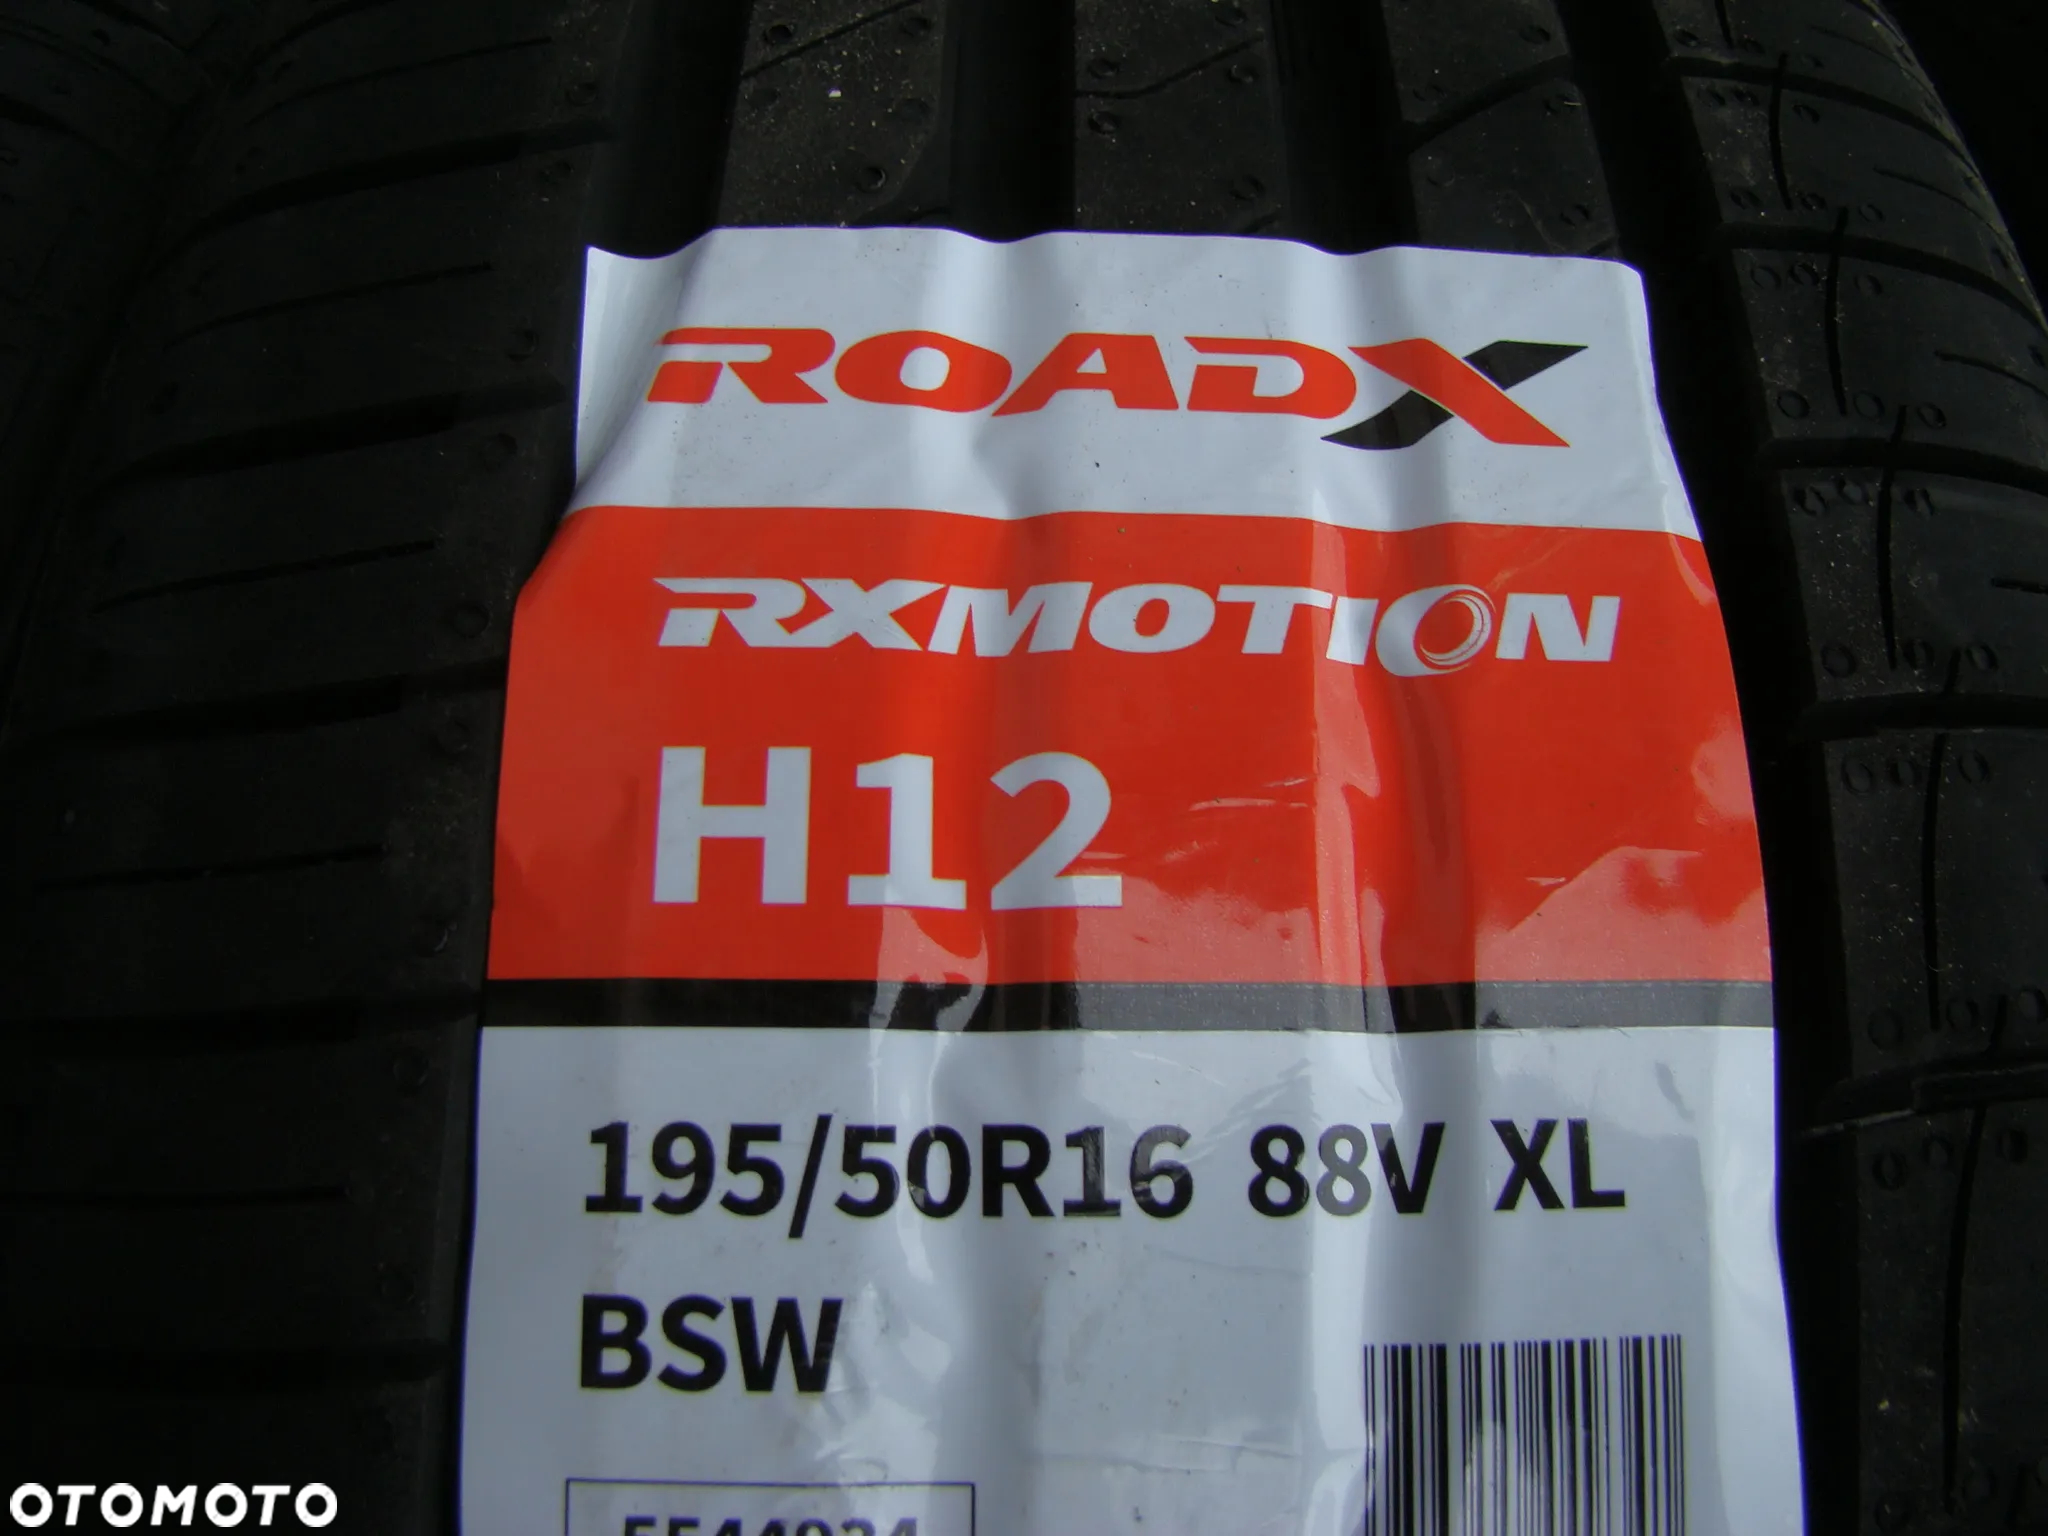 ROADX
RXMOTION
H12
195/50R16 88V XL
BSW
OTOMOTO